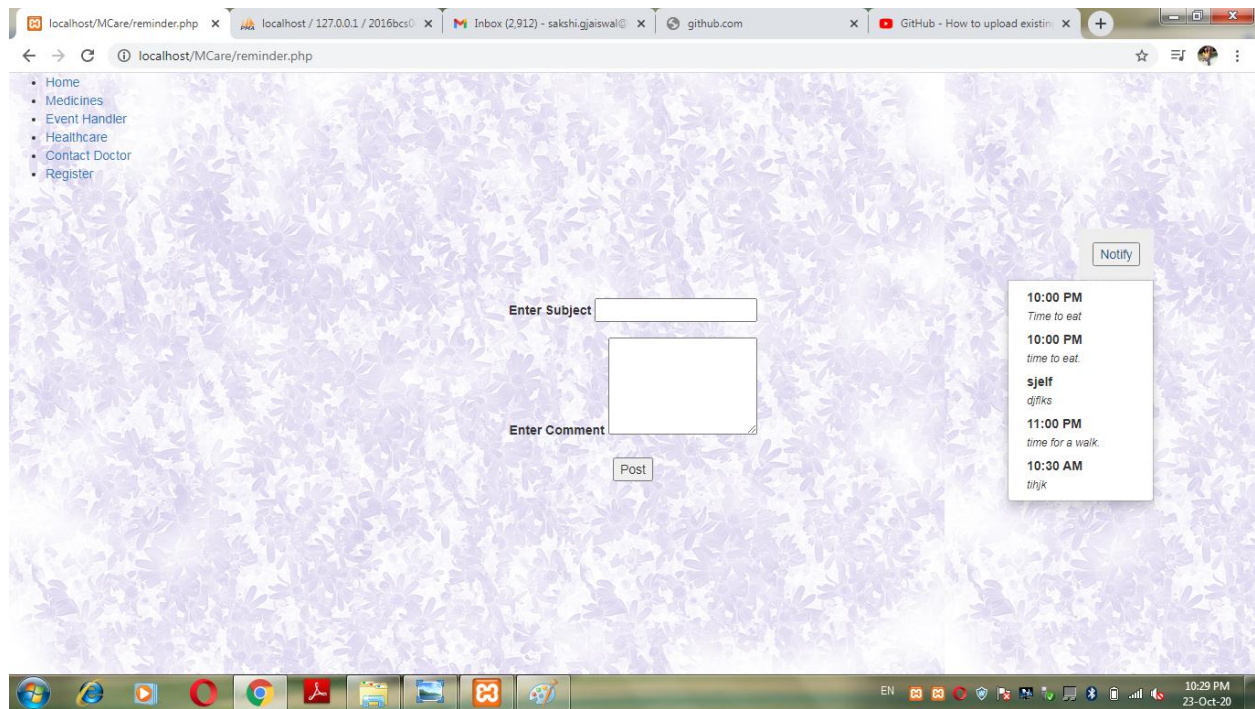 localhost/MCare/reminder.php
localhost / 127.0.0.1 / 2016bcs0
Inbox (2,912) - sakshi.gjaiswal@
github.com
GitHub - How to upload existin
localhost/MCare/reminder.php
Home
Medicines
Event Handler
Healthcare
Contact Doctor
Register
Notify
Enter Subject
Enter Comment
Post
10:00 PM
Time to eat
10:00 PM
time to eat.
sjelf
djflks
11:00 PM
time for a walk.
10:30 AM
tihjk
EN
10:29 PM
23-Oct-20